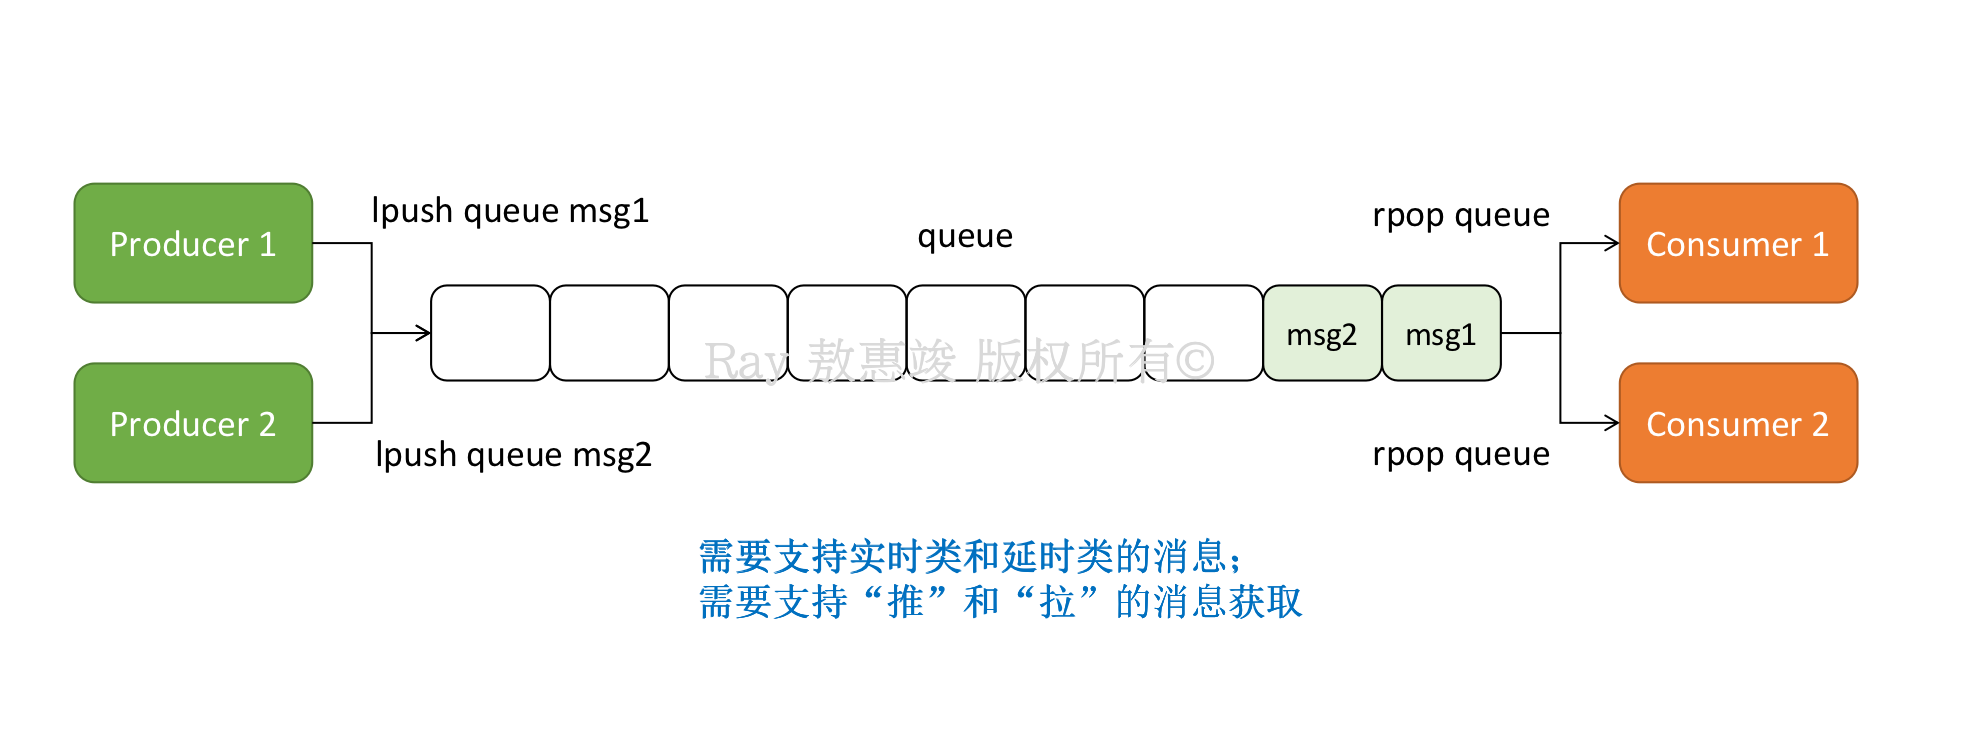 lpush queue msg1
rpop queue
Producer 1
queue
Consumer 1
msg2
msg1
Ray 敖惠竣 版权所有©
Producer 2
Consumer 2
lpush queue msg2
rpop queue
需要支持实时类和延时类的消息；
需要支持“推”和“拉”的消息获取